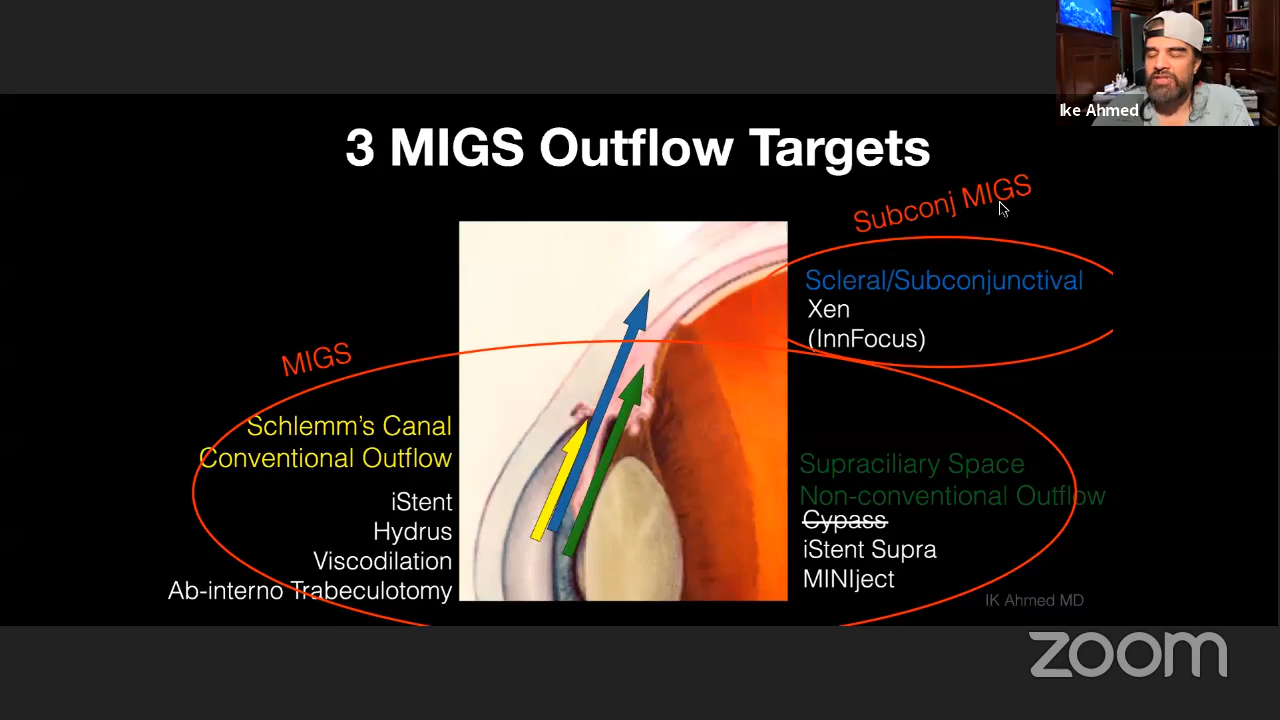 Ike Ahmed
3 MIGS Outflow Targets
Subconj MIGS
Scleral/Subconjunctival
Xen
(InnFocus)
MIGS
Schlemm's Canal
Conventional Outflow
iStent
Hydrus
Viscodilation
Ab-interno Trabeculotomy
Supraciliary Space
Non-conventional Outflow
Cypass
iStent Supra
MINIject
IK Ahmed MD
zoom